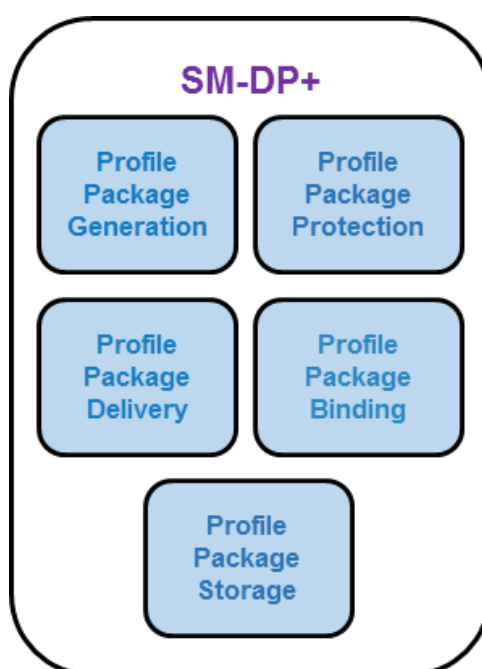 SM-DP+
Profile
Package
Generation
Profile
Package
Protection
Profile
Package
Delivery
Profile
Package
Binding
Profile
Package
Storage